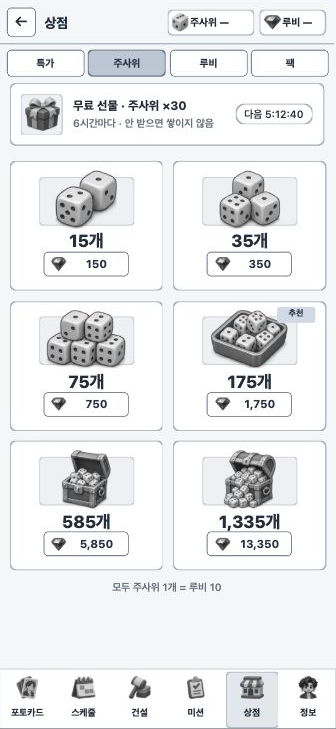 ← 상점 주사위 — 루비 —
특가 주사위 루비 팩
무료 선물 · 주사위 ×30
6시간마다 · 안 받으면 쌓이지 않음
다음 5:12:40
15개
150
35개
350
75개
750
추천
175개
1,750
585개
5,850
1,335개
13,350
모두 주사위 1개 = 루비 10
포토카드 스케줄 건설 미션 상점 정보